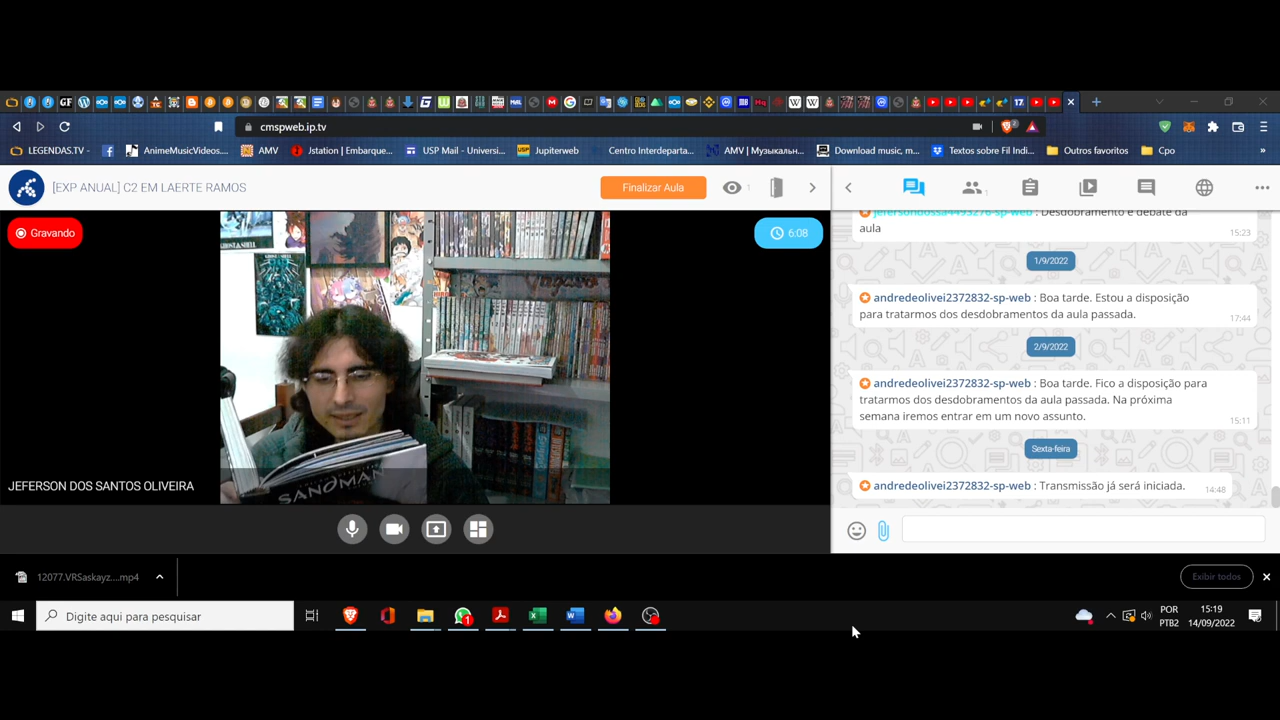 cmspweb.ip.tv
2
LEGENDAS.TV -
AnimeMusicVideos...
AMV
Jstation | Embarque...
USP Mail - Universi...
Jupiterweb
Centro Interdeparta...
AMV | Музыкальн...
Download music, m...
Textos sobre Fil Indi...
Outros favoritos
Cpo
»
[EXP ANUAL] C2 EM LAERTE RAMOS
Finalizar Aula
1
1
Gravando
6:08
SANDMAN
JEFERSON DOS SANTOS OLIVEIRA
: Desdobramento e debate da
aula
15:23
1/9/2022
andredeolivei2372832-sp-web : Boa tarde. Estou a disposição
para tratarmos dos desdobramentos da aula passada.
17:44
2/9/2022
andredeolivei2372832-sp-web : Boa tarde. Fico a disposição para
tratarmos dos desdobramentos da aula passada. Na próxima
semana iremos entrar em um novo assunto.
15:11
Sexta-feira
andredeolivei2372832-sp-web : Transmissão já será iniciada.
14:48
12077.VRSaskayz....mp4
Exibir todos
Digite aqui para pesquisar
1
POR
PTB2
15:19
14/09/2022